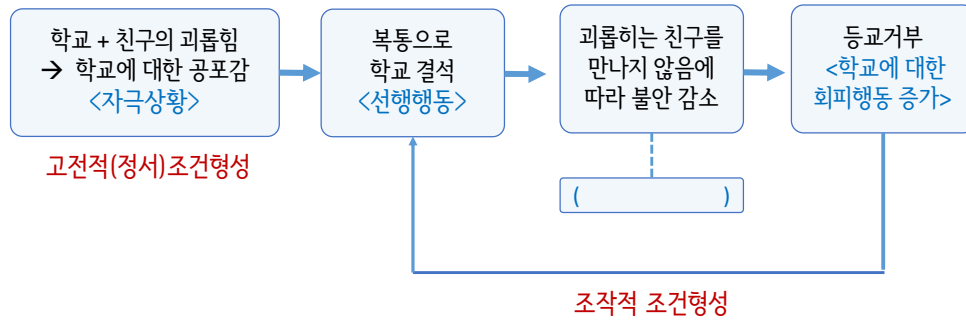 학교 + 친구의 괴롭힘
→ 학교에 대한 공포감
<자극상황>
복통으로
학교 결석
<선행행동>
괴롭히는 친구를
만나지 않음에
따라 불안 감소
등교거부
<학교에 대한
회피행동 증가>
고전적(정서)조건형성
( )
조작적 조건형성